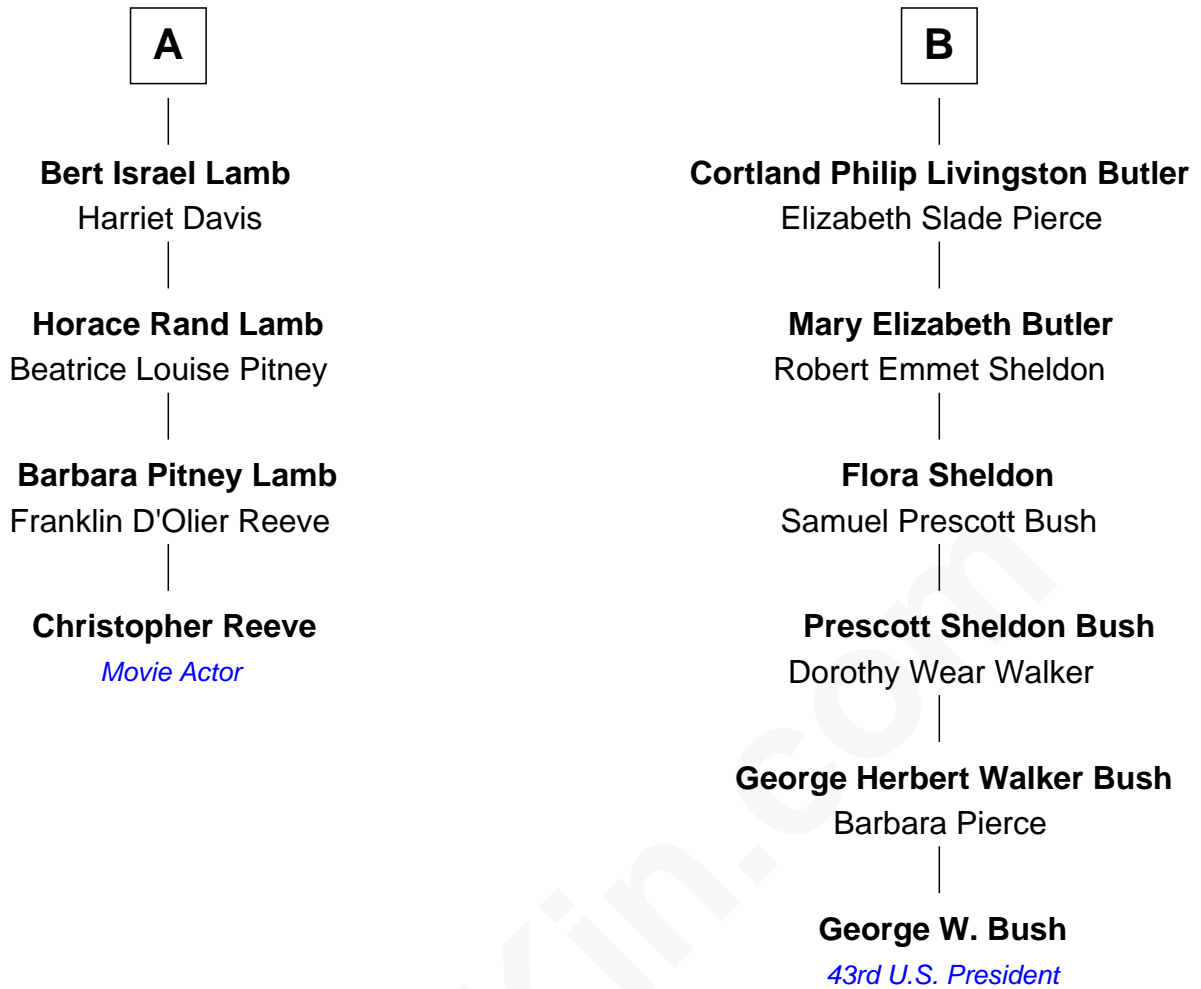 A
Bert Israel Lamb
Harriet Davis
Horace Rand Lamb
Beatrice Louise Pitney
Barbara Pitney Lamb
Franklin D'Olier Reeve
Christopher Reeve
Movie Actor
B
Cortland Philip Livingston Butler
Elizabeth Slade Pierce
Mary Elizabeth Butler
Robert Emmet Sheldon
Flora Sheldon
Samuel Prescott Bush
Prescott Sheldon Bush
Dorothy Wear Walker
George Herbert Walker Bush
Barbara Pierce
George W. Bush
43rd U.S. President
Kin.com